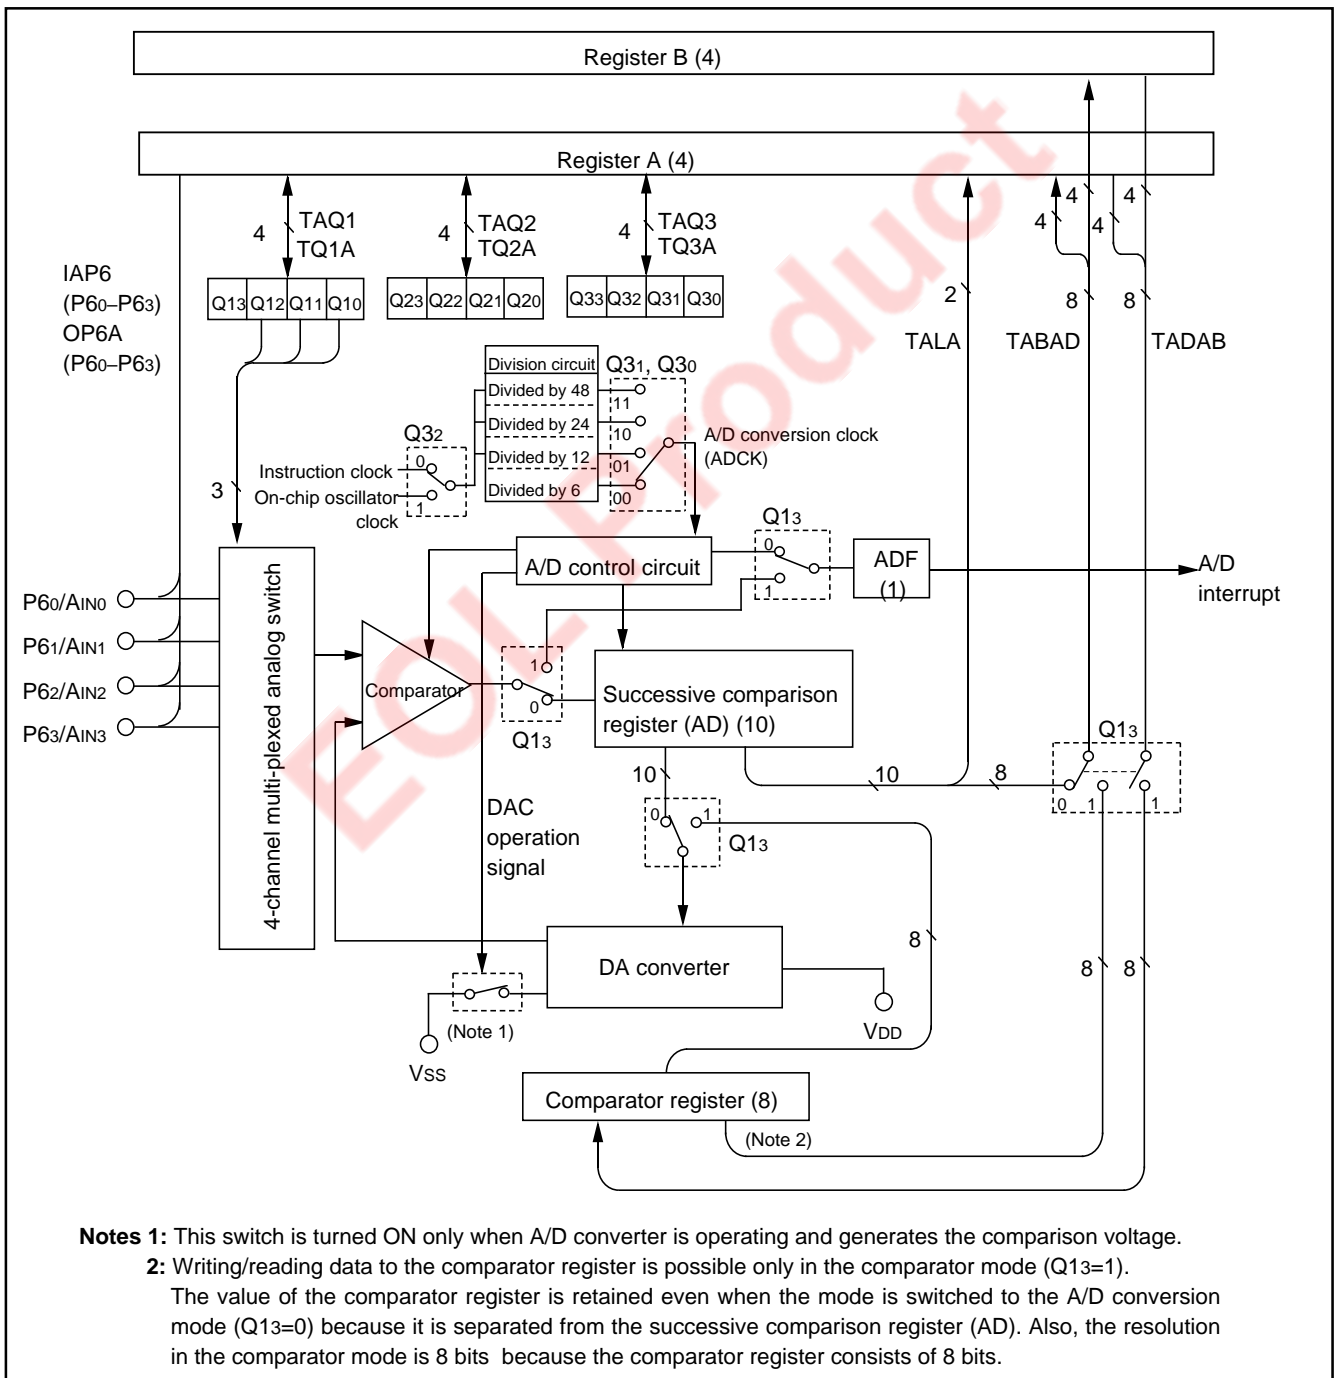 Register B (4)
Register A (4)
4
TAQ1
TQ1A
4
TAQ2
TQ2A
4
TAQ3
TQ3A
4
4
4
4
IAP6
(P60–P63)
OP6A
(P60–P63)
Q13 Q12 Q11 Q10
Q23 Q22 Q21 Q20
Q33 Q32 Q31 Q30
2
8
8
TALA
TABAD
TADAB
Division circuit
Divided by 48
Divided by 24
Divided by 12
Divided by 6
Q31, Q30
11
10
01
00
A/D conversion clock
(ADCK)
Q32
0
1
Instruction clock
On-chip oscillator
clock
3
Q13
0
1
A/D control circuit
ADF
(1)
A/D
interrupt
P60/AIN0
P61/AIN1
P62/AIN2
P63/AIN3
4-channel multi-plexed analog switch
Comparator
1
0
Q13
Successive comparison
register (AD) (10)
Q13
0
1
1
10
10
8
DAC
operation
signal
0
1
Q13
DA converter
8
8
8
(Note 1)
VSS
VDD
Comparator register (8)
(Note 2)
Notes 1: This switch is turned ON only when A/D converter is operating and generates the comparison voltage.
2: Writing/reading data to the comparator register is possible only in the comparator mode (Q13=1).
The value of the comparator register is retained even when the mode is switched to the A/D conversion
mode (Q13=0) because it is separated from the successive comparison register (AD). Also, the resolution
in the comparator mode is 8 bits because the comparator register consists of 8 bits.
EOL Product